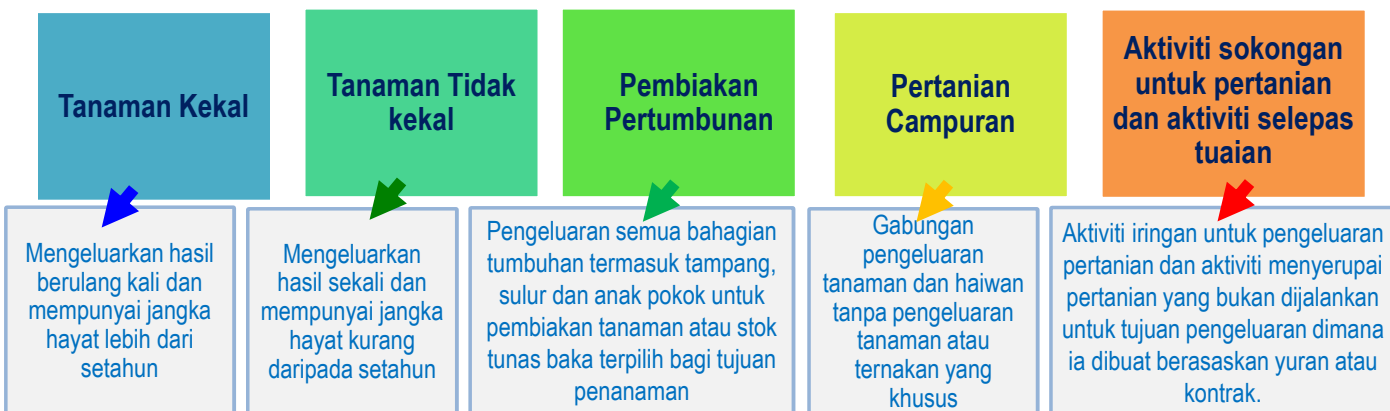 Tanaman Kekal
Tanaman Tidak
kekal
Pembiakan
Pertumbunan
Pertanian
Campuran
Aktiviti sokongan
untuk pertanian
dan aktiviti selepas
tuaian
Mengeluarkan hasil
berulang kali dan
mempunyai jangka
hayat lebih dari
setahun
Mengeluarkan
hasil sekali dan
mempunyai jangka
hayat kurang
daripada setahun
Pengeluaran semua bahagian
tumbuhan termasuk tampang,
sulur dan anak pokok untuk
pembiakan tanaman atau stok
tunas baka terpilih bagi tujuan
penanaman
Gabungan
pengeluaran
tanaman dan haiwan
tanpa pengeluaran
tanaman atau
ternakan yang
khusus
Aktiviti iringan untuk pengeluaran
pertanian dan aktiviti menyerupai
pertanian yang bukan dijalankan
untuk tujuan pengeluaran dimana
ia dibuat berasaskan yuran atau
kontrak.